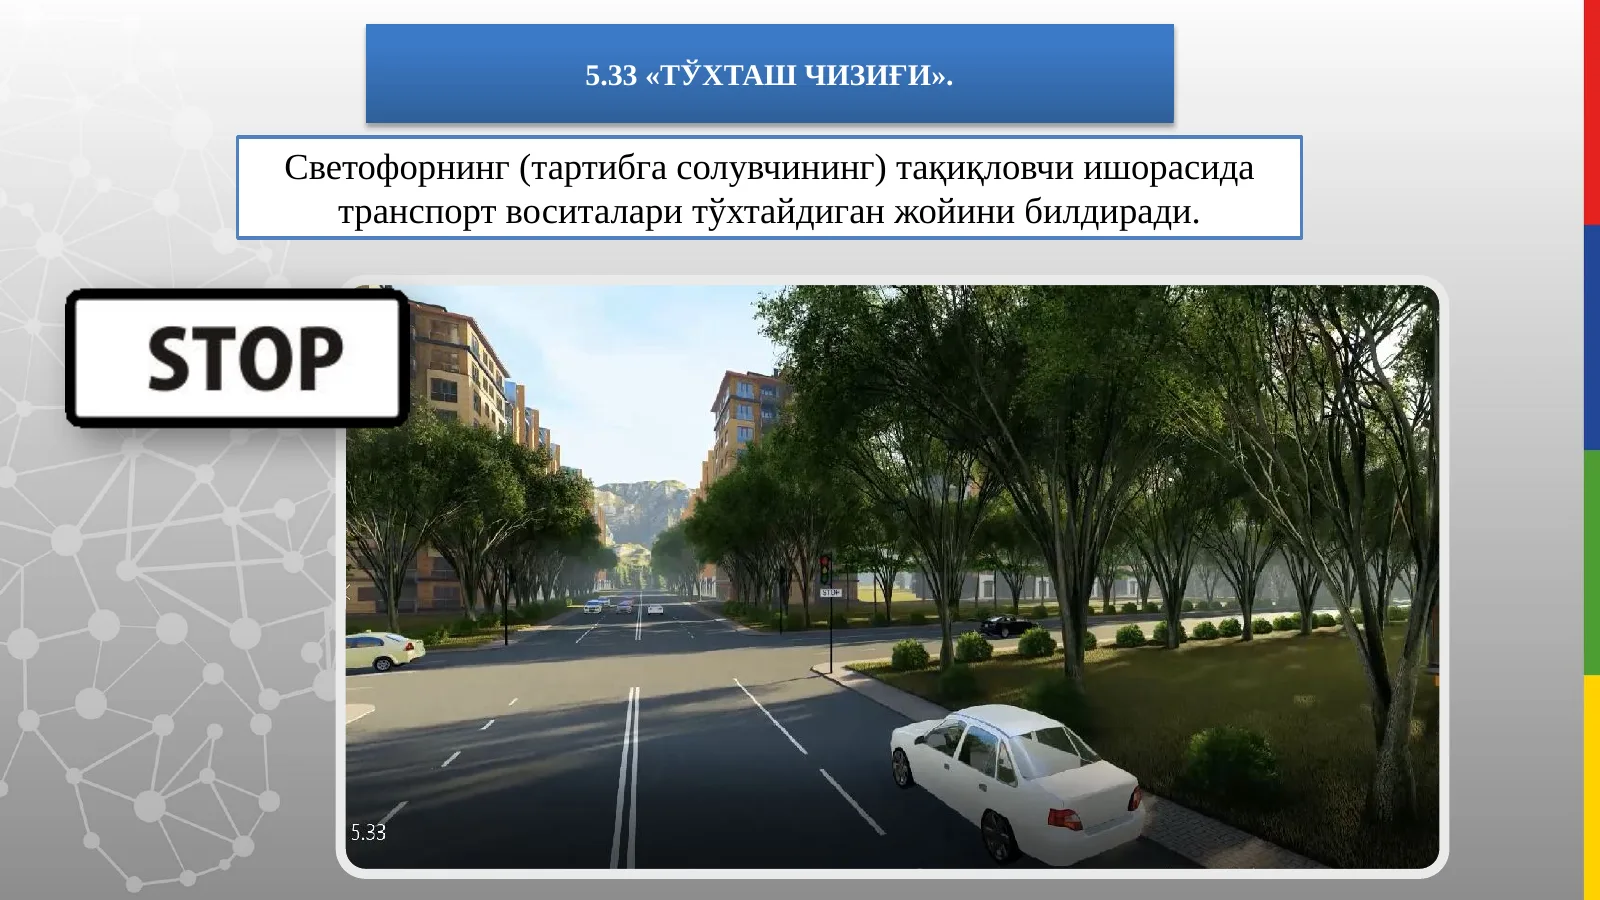 5.33 «ТЎХТАШ ЧИЗИҒИ».
Светофорнинг (тартибга солувчининг) тақиқловчи ишорасида
транспорт воситалари тўхтайдиган жойини билдиради.
STOP
STOP
5.33